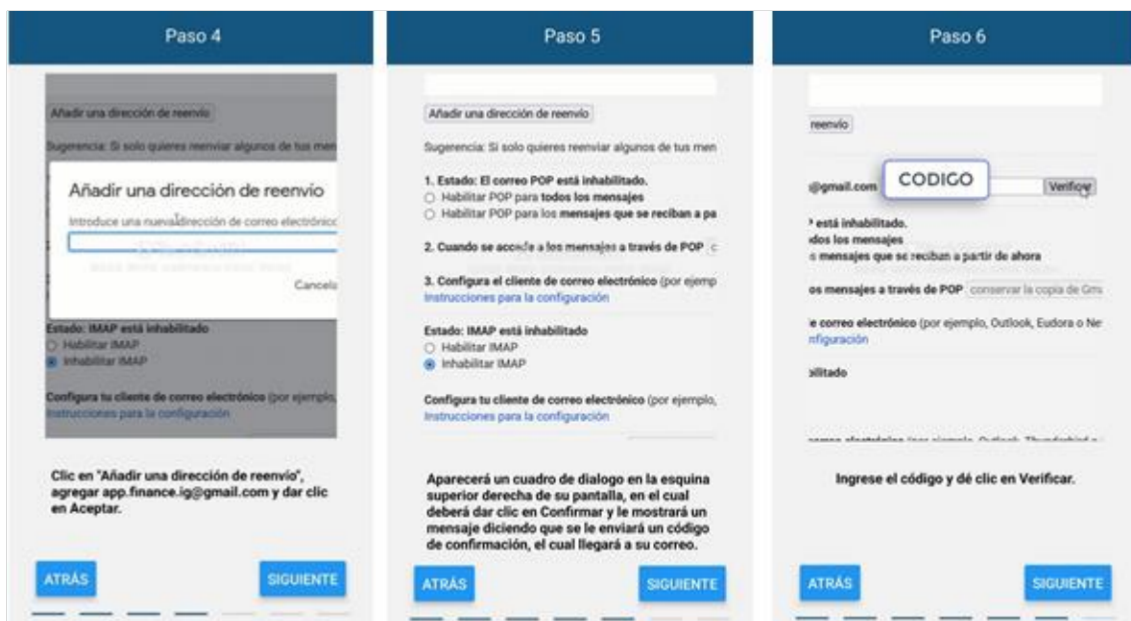 Paso 4
Añadir una dirección de reenvío
Sugerencia: Si solo quieres reenviar algunos de tus men
Añadir una dirección de reenvío
Introduce una nueva dirección de correo electrónico
Cancela
Estado: IMAP está inhabilitado
Habilitar IMAP
Inhabilitar IMAP
Configura tu cliente de correo electrónico (por ejemplo,
Instrucciones para la configuración
Clic en "Añadir una dirección de reenvío",
agregar app.finance.ig@gmail.com y dar clic
en Aceptar.
ATRÁS
SIGUIENTE
Paso 5
Añadir una dirección de reenvío
Sugerencia: Si solo quieres reenviar algunos de tus men
1. Estado: El correo POP está inhabilitado.
Habilitar POP para todos los mensajes
Habilitar POP para los mensajes que se reciban a pa
2. Cuando se accede a los mensajes a través de POP c
3. Configura el cliente de correo electrónico (por ejemp
Instrucciones para la configuración
Estado: IMAP está inhabilitado
Habilitar IMAP
Inhabilitar IMAP
Configura tu cliente de correo electrónico (por ejemplo,
Instrucciones para la configuración
Aparecerá un cuadro de dialogo en la esquina
superior derecha de su pantalla, en el cual
deberá dar clic en Confirmar y le mostrará un
mensaje diciendo que se le enviará un código
de confirmación, el cual llegará a su correo.
ATRÁS
SIGUIENTE
Paso 6
reenvío
@gmail.com
CODIGO
Verificar
está inhabilitado.
dos los mensajes
s mensajes que se reciban a partir de ahora
os mensajes a través de POP conservar la copia de Gma
e correo electrónico (por ejemplo, Outlook, Eudora o Ne
nfiguración
bilitado
Ingrese el código y dé clic en Verificar.
ATRÁS
SIGUIENTE